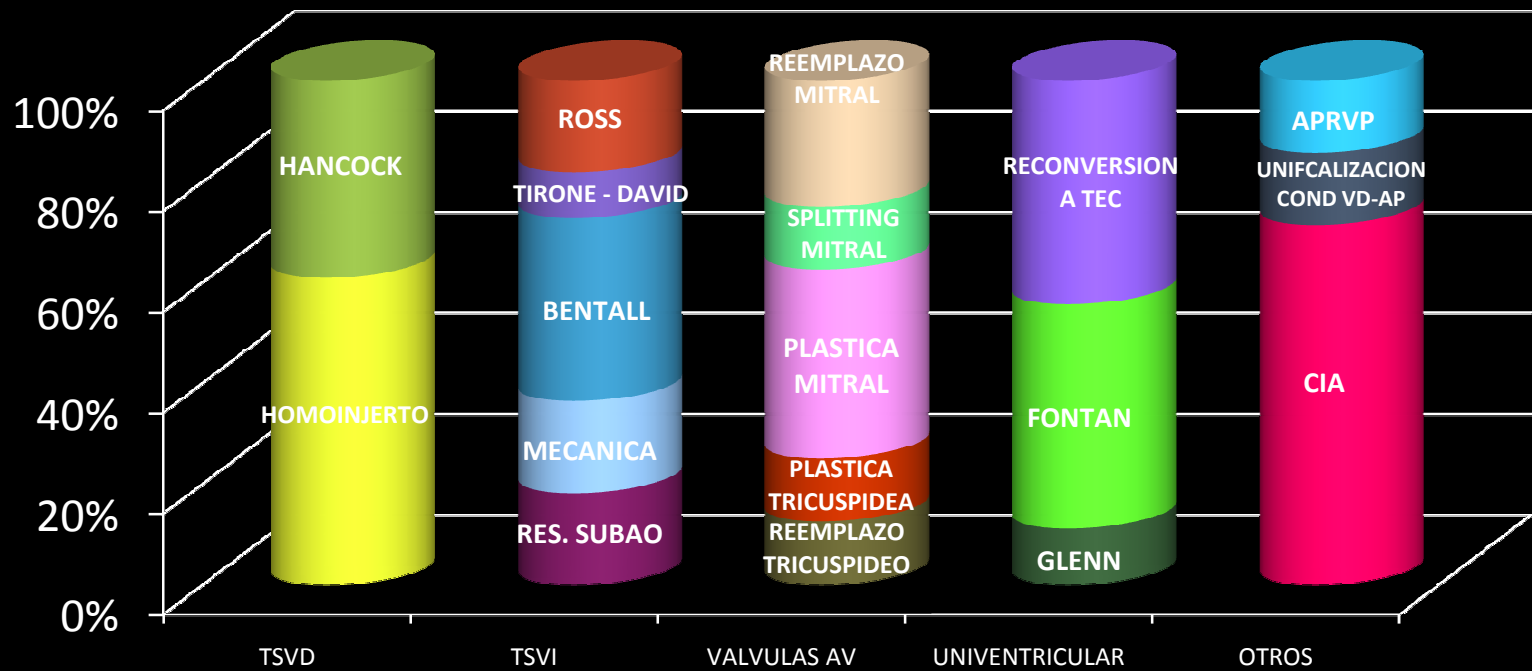 100%
80%
60%
40%
20%
0%
HANCOCK
HOMOINJERTO
ROSS
TIRONE - DAVID
BENTALL
MECANICA
RES. SUBAO
REEMPLAZO
MITRAL
SPLITTING
MITRAL
PLASTICA
MITRAL
PLASTICA
TRICUSPIDEA
REEMPLAZO
TRICUSPIDEO
RECONVERSION
A TEC
FONTAN
GLENN
APRVP
UNIFCALIZACION
COND VD-AP
CIA
TSVD
TSVI
VALVULAS AV
UNIVENTRICULAR
OTROS